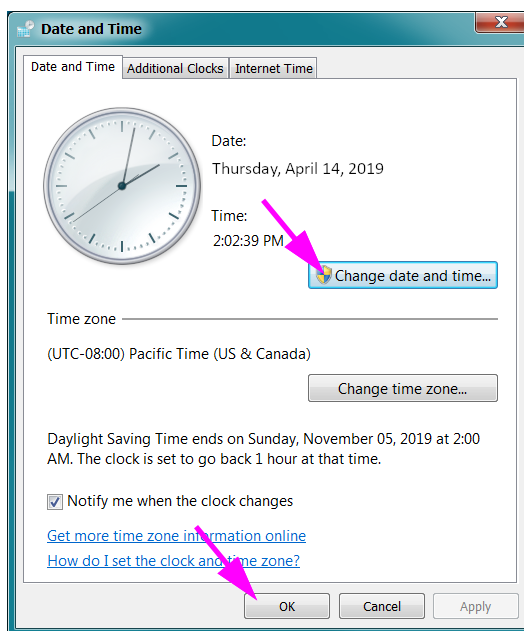 Date and Time
Date and Time
Additional Clocks
Internet Time
Date:
Thursday, April 14, 2019
Time:
2:02:39 PM
Change date and time...
Time zone
(UTC-08:00) Pacific Time (US & Canada)
Change time zone...
Daylight Saving Time ends on Sunday, November 05, 2019 at 2:00
AM. The clock is set to go back 1 hour at that time.
Notify me when the clock changes
Get more time zone information online
How do I set the clock and time zone?
OK
Cancel
Apply